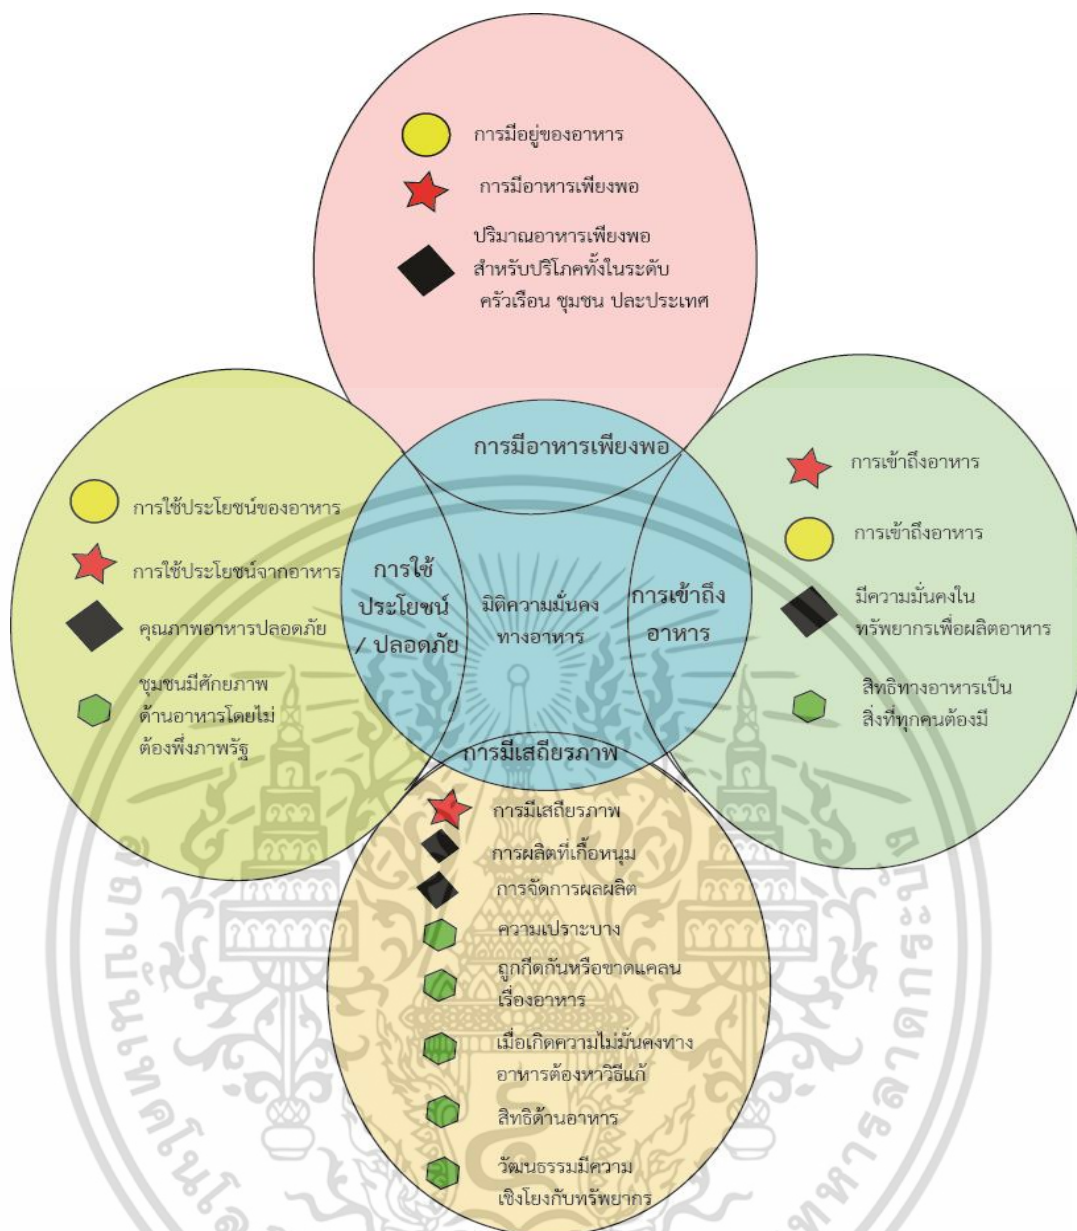 การมีอยู่ของอาหาร
การมีอาหารเพียงพอ
ปริมาณอาหารเพียงพอ
สำหรับปริโภคทั้งในระดับ
ครัวเรือน ชุมชน ปละประเทศ
การมีอาหารเพียงพอ
การใช้ประโยชน์ของอาหาร
การใช้ประโยชน์จากอาหาร
คุณภาพอาหารปลอดภัย
ชุมชนมีศักยภาพ
ด้านอาหารโดยไม่
ต้องพึ่งภาพรัฐ
การใช้
ประโยชน์
/ ปลอดภัย
มิติความมั่นคง
ทางอาหาร
การเข้าถึง
อาหาร
การเข้าถึงอาหาร
การเข้าถึงอาหาร
มีความมั่นคงใน
ทรัพยากรเพื่อผลิตอาหาร
สิทธิทางอาหารเป็น
สิ่งที่ทุกคนต้องมี
การมีเสถียรภาพ
การมีเสถียรภาพ
การผลิตที่เกื้อหนุม
การจัดการผลผลิต
ความเปราะบาง
ถูกกีดกันหรือขาดแคลน
เรื่องอาหาร
เมื่อเกิดความไม่มั่นคงทาง
อาหารต้องหาวิธีแก้
สิทธิด้านอาหาร
วัฒนธรรมมีความ
เชิงโยงกับทรัพยากร